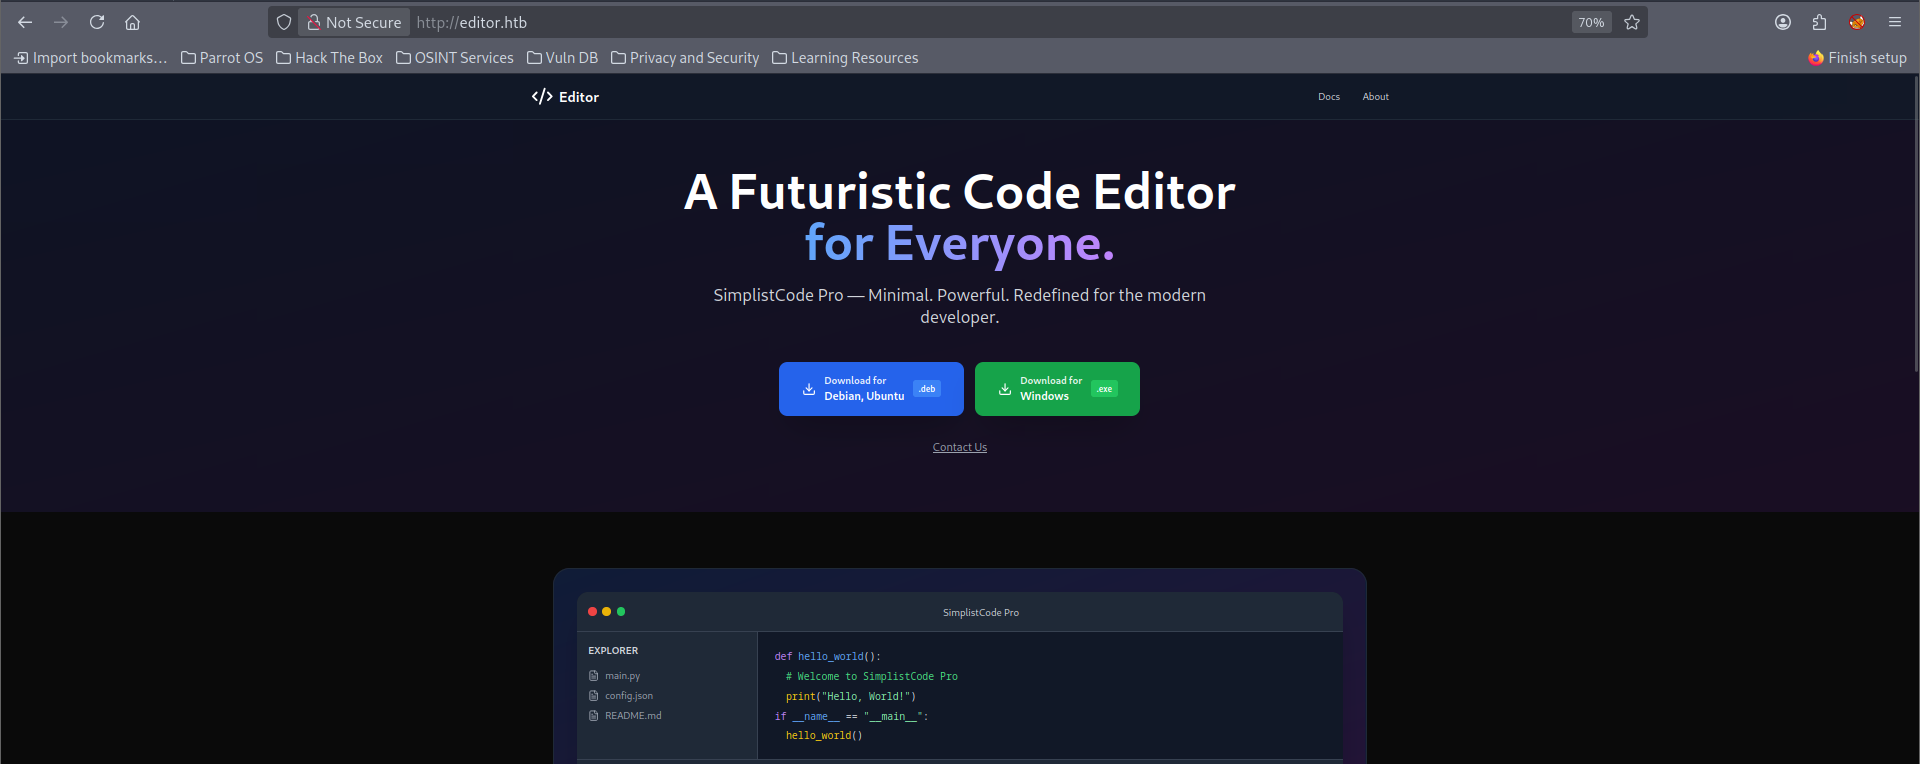 Not Secure http://editor.htb 70%
Import bookmarks... Parrot OS Hack The Box OSINT Services Vuln DB Privacy and Security Learning Resources Finish setup
</> Editor Docs About
A Futuristic Code Editor
for Everyone.
SimplistCode Pro — Minimal. Powerful. Redefined for the modern
developer.
Download for
Debian, Ubuntu .deb
Download for
Windows .exe
Contact Us
SimplistCode Pro
EXPLORER
main.py
config.json
README.md
def hello_world():
# Welcome to SimplistCode Pro
print("Hello, World!")
if __name__ == "__main__":
hello_world()